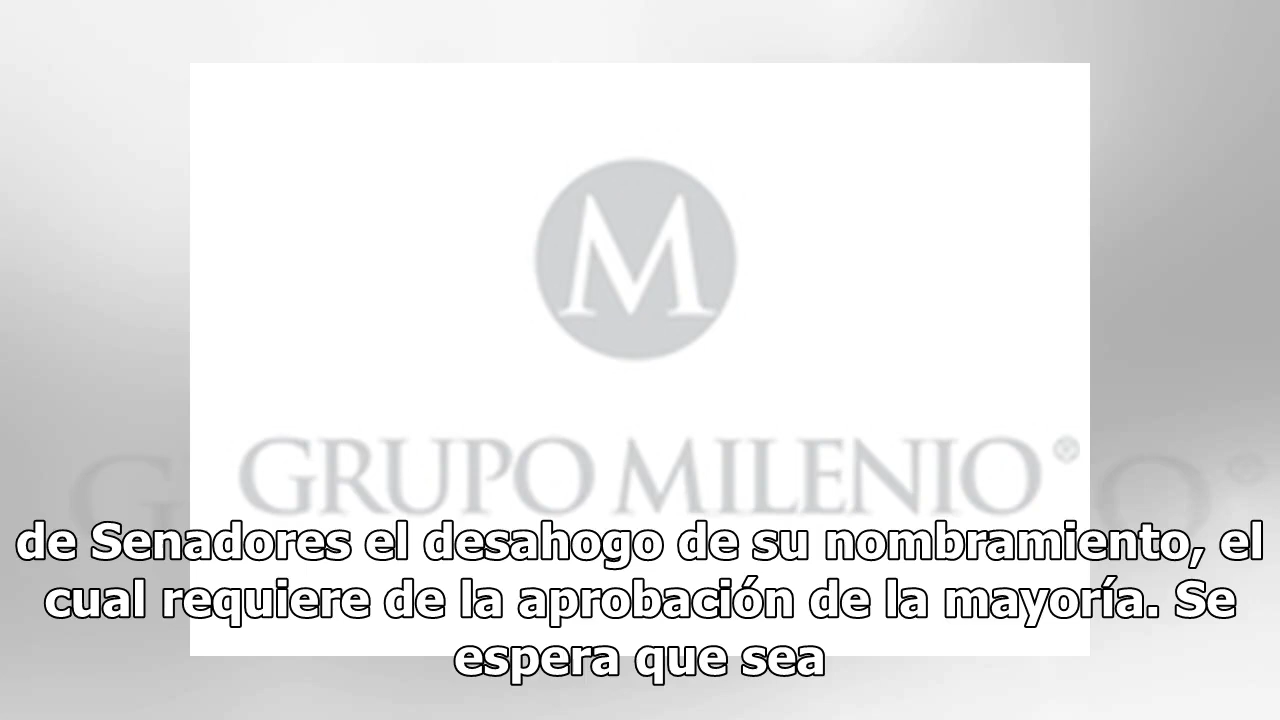 M
GRUPO MILENIO®
de Senadores el desahogo de su nombramiento, el
cual requiere de la aprobación de la mayoría. Se
espera que sea